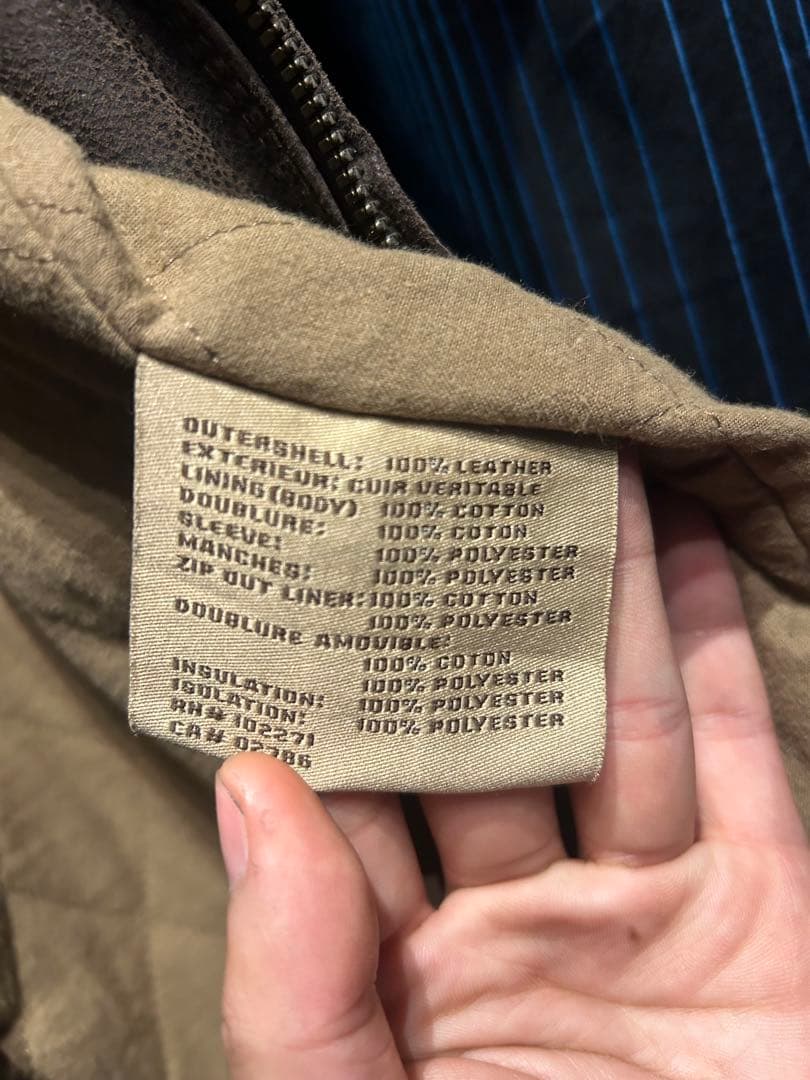 OUTERSHELL: 100% LEATHER
EXTERIEUR: CUIR VERITABLE
LINING(BODY) 100% COTTON
DOUBLURE: 100% COTON
SLEEVE: 100% POLYESTER
MANCHES: 100% POLYESTER
ZIP OUT LINER: 100% COTTON
100% POLYESTER
DOUBLURE AMOVIBLE:
100% COTON
100% POLYESTER
INSULATION: 100% POLYESTER
ISOLATION: 100% POLYESTER
RN# 102271
CA#